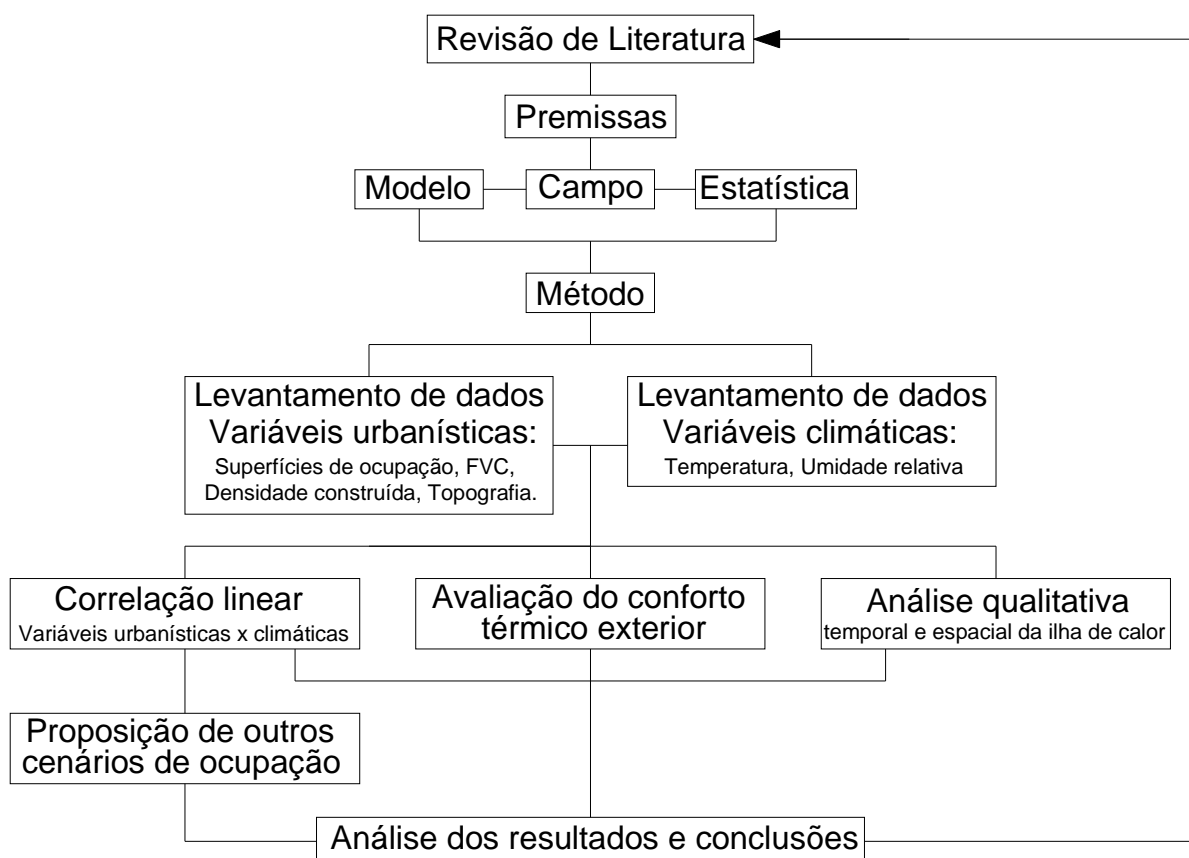 Revisão de Literatura
Premissas
Modelo
Campo
Estatística
Método
Levantamento de dados
Variáveis urbanísticas:
Superfícies de ocupação, FVC,
Densidade construída, Topografia.
Levantamento de dados
Variáveis climáticas:
Temperatura, Umidade relativa
Correlação linear
Variáveis urbanísticas x climáticas
Avaliação do conforto
térmico exterior
Análise qualitativa
temporal e espacial da ilha de calor
Proposição de outros
cenários de ocupação
Análise dos resultados e conclusões